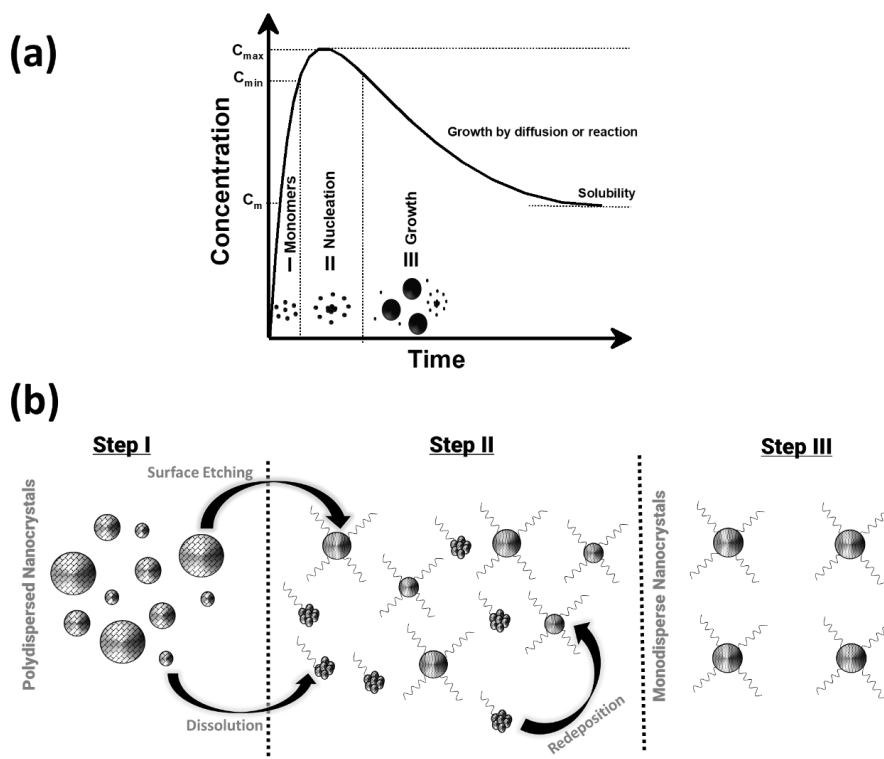 (a)
Cmax
Cmin
Cm
Concentration
I Monomers
II Nucleation
III Growth
Growth by diffusion or reaction
Solubility
Time
(b)
Step I
Step II
Step III
Surface Etching
Polydispersed Nanocrystals
Monodisperse Nanocrystals
Dissolution
Redeposition